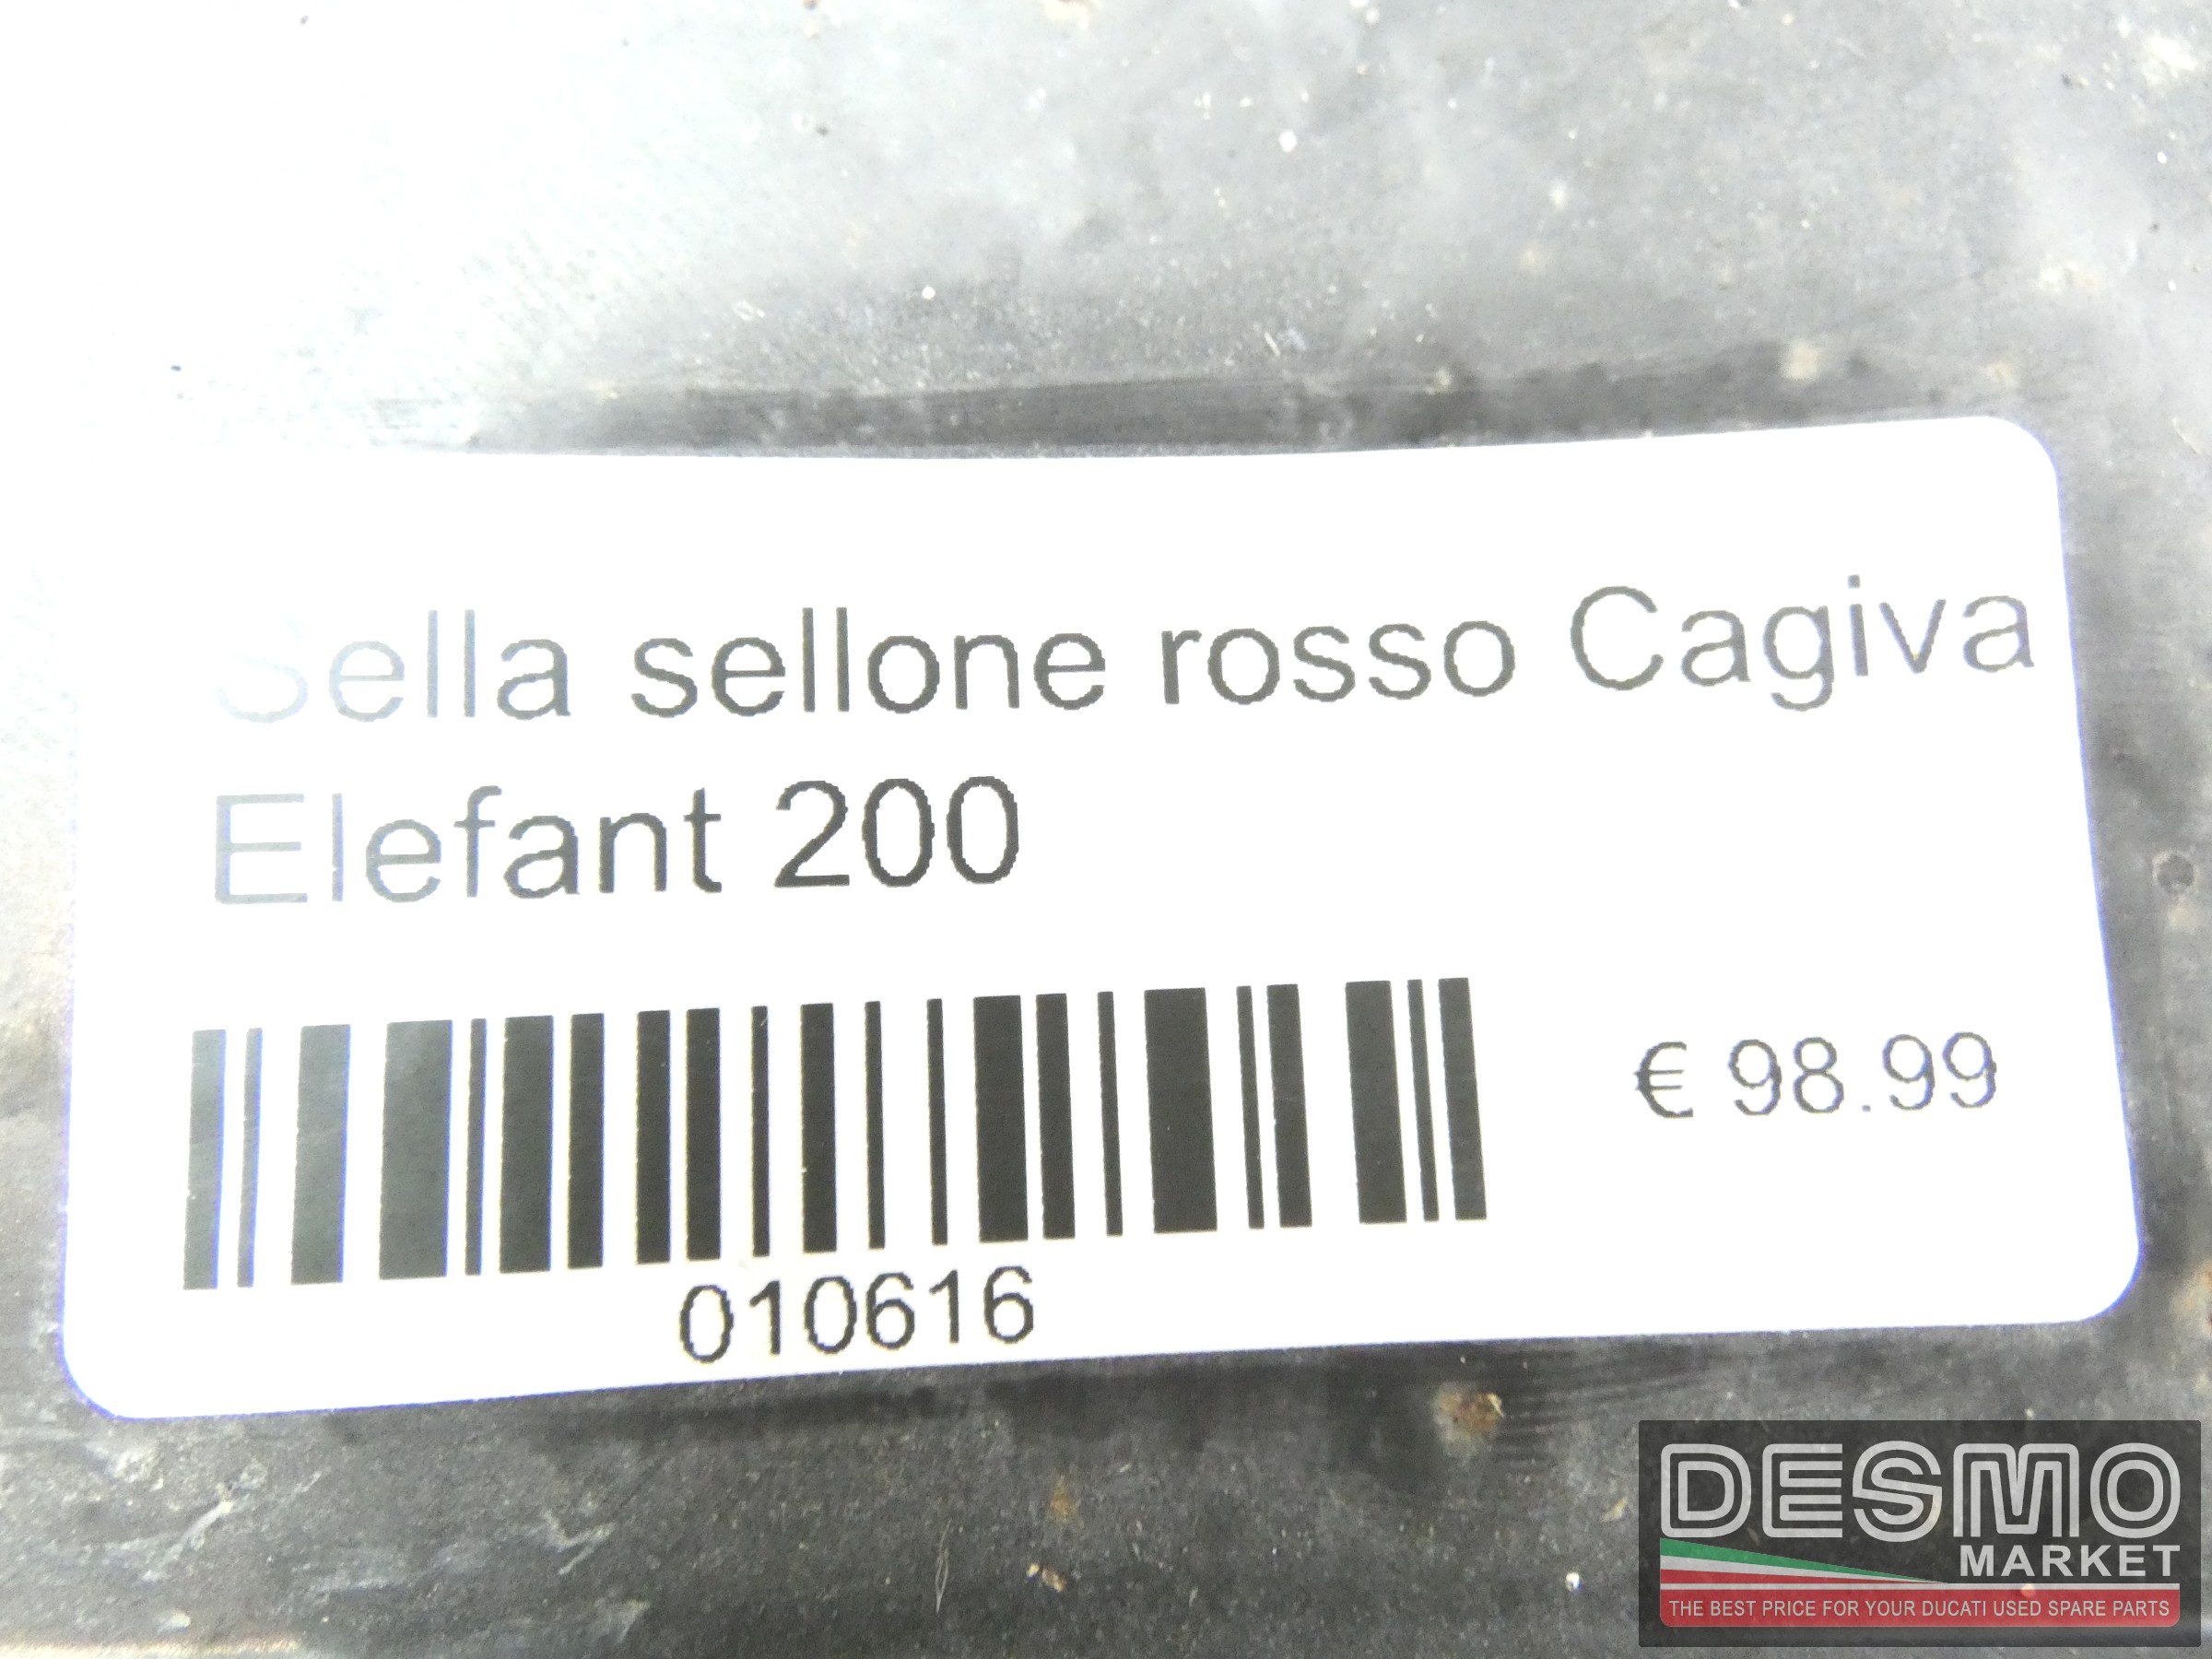 Sella sellone rosso Cagiva
Elefant 200
€ 98.99
010616
DESMO
MARKET
THE BEST PRICE FOR YOUR DUCATI USED SPARE PARTS